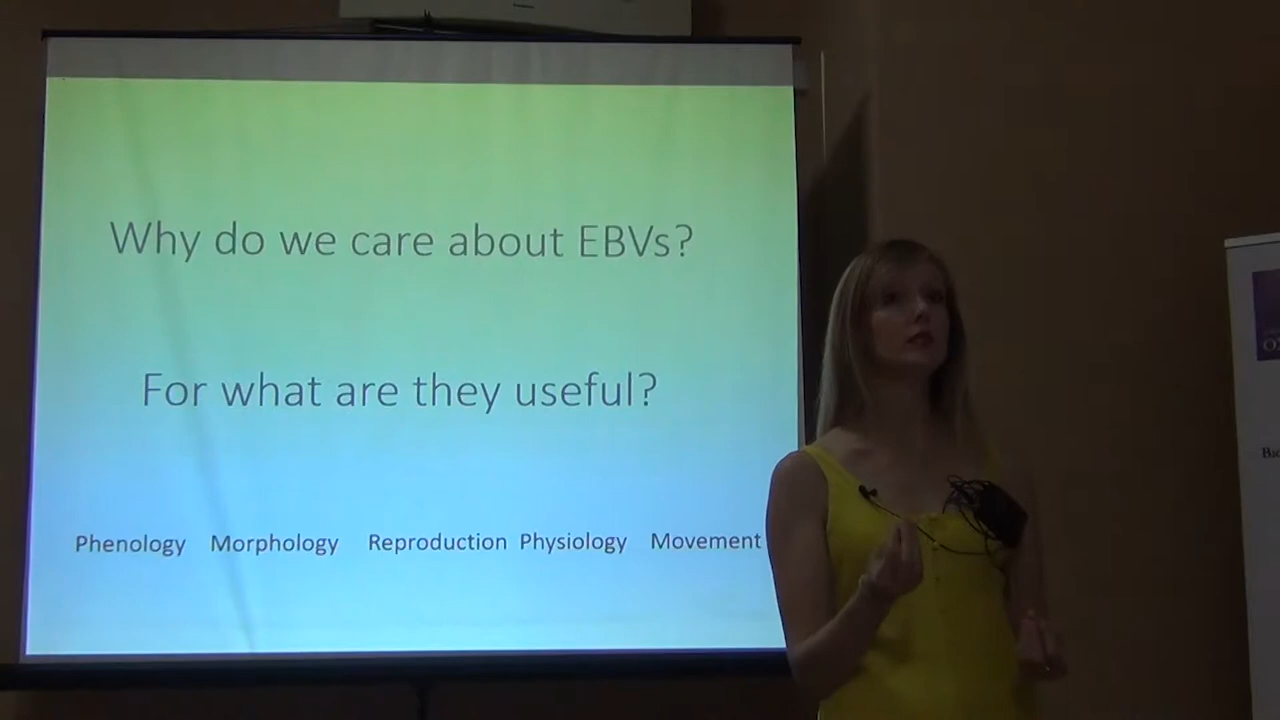 Why do we care about EBVs?
For what are they useful?
Phenology Morphology Reproduction Physiology Movement